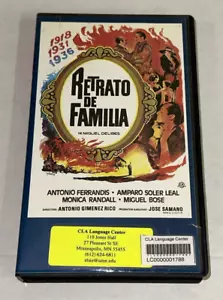 1918
1931
1936
RETRATO
DE
FAMILIA
MIGUEL DELIBES
ANTONIO FERRANDIS • AMPARO SOLER LEAL
MONICA RANDALL • MIGUEL BOSE
DIRECTOR ANTONIO GIMENEZ RICO
JOSE SAMANO
CLA Language Center
110 Jones Hall
27 Pleasant St SE
Minneapolis, MN 55455
(612) 624-6811
CLA Language Center
LC0000001788